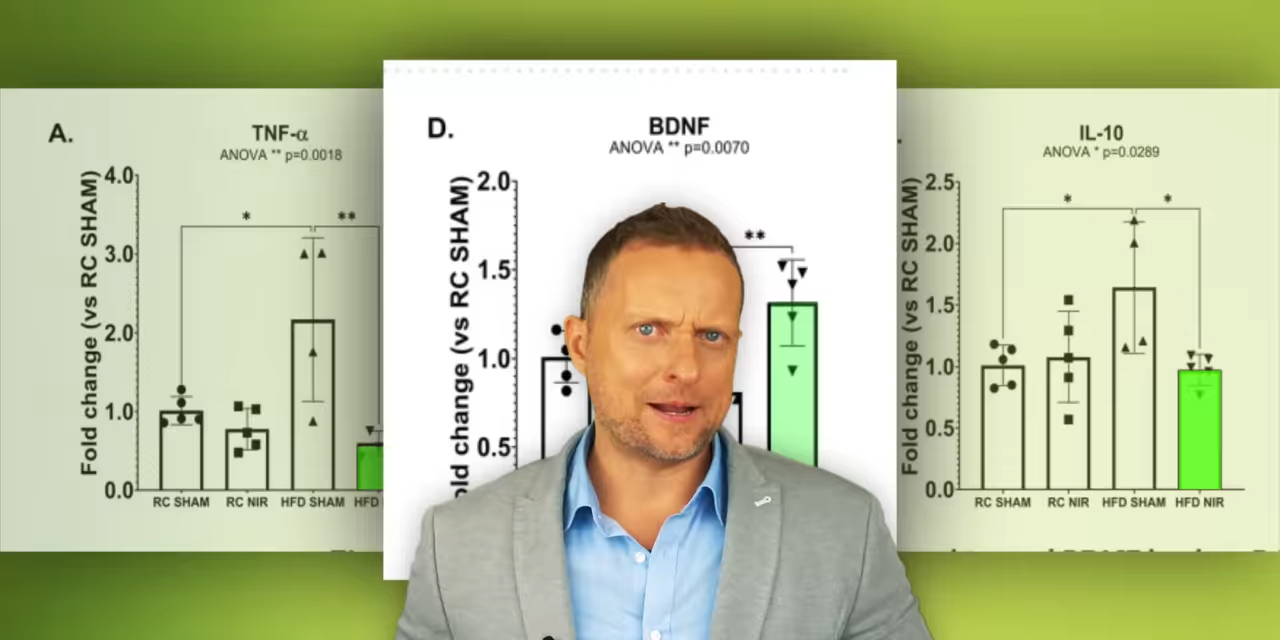 A.
TNF-α
ANOVA ** p=0.0018
Fold change (vs RC SHAM)
4.0
3.0
2.0
1.0
0.0
*
**
RC SHAM
RC NIR
HFD SHAM
HFD
D.
BDNF
ANOVA ** p=0.0070
old change (vs RC SHAM)
2.0
1.5
1.0
0.5
**
IL-10
ANOVA * p=0.0289
Fold change (vs RC SHAM)
2.5
2.0
1.5
1.0
0.5
0.0
*
*
RC SHAM
RC NIR
HFD SHAM
HFD NIR